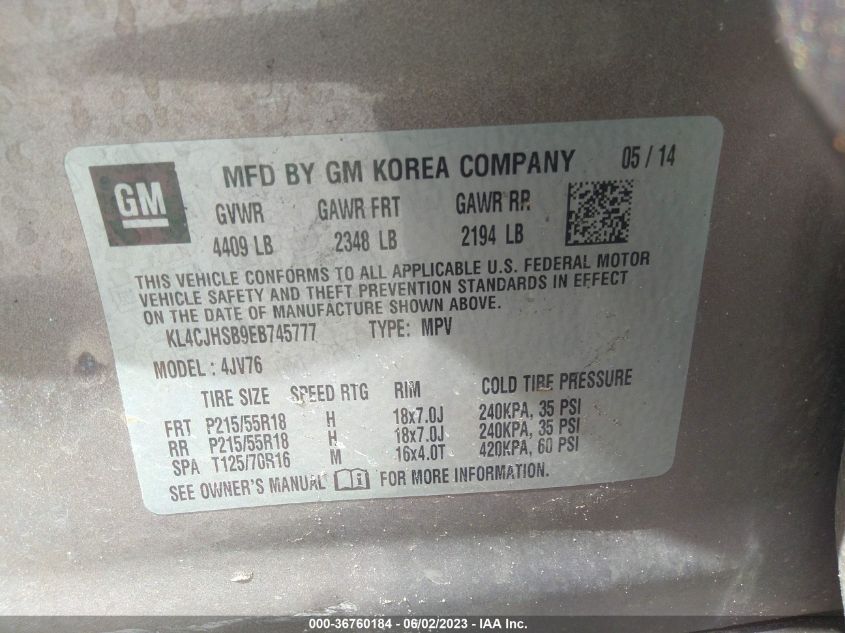 GM
MFD BY GM KOREA COMPANY 05 / 14
GVWR GAWR FRT GAWR RR
4409 LB 2348 LB 2194 LB
THIS VEHICLE CONFORMS TO ALL APPLICABLE U.S. FEDERAL MOTOR
VEHICLE SAFETY AND THEFT PREVENTION STANDARDS IN EFFECT
ON THE DATE OF MANUFACTURE SHOWN ABOVE.
KL4CJHSB9EB745777 TYPE: MPV
MODEL : 4JV76
TIRE SIZE SPEED RTG RIM COLD TIRE PRESSURE
FRT P215/55R18 H 18x7.0J 240KPA, 35 PSI
RR P215/55R18 H 18x7.0J 240KPA, 35 PSI
SPA T125/70R16 M 16x4.0T 420KPA, 60 PSI
SEE OWNER'S MANUAL i FOR MORE INFORMATION.
000-36760184 - 06/02/2023 - IAA Inc.